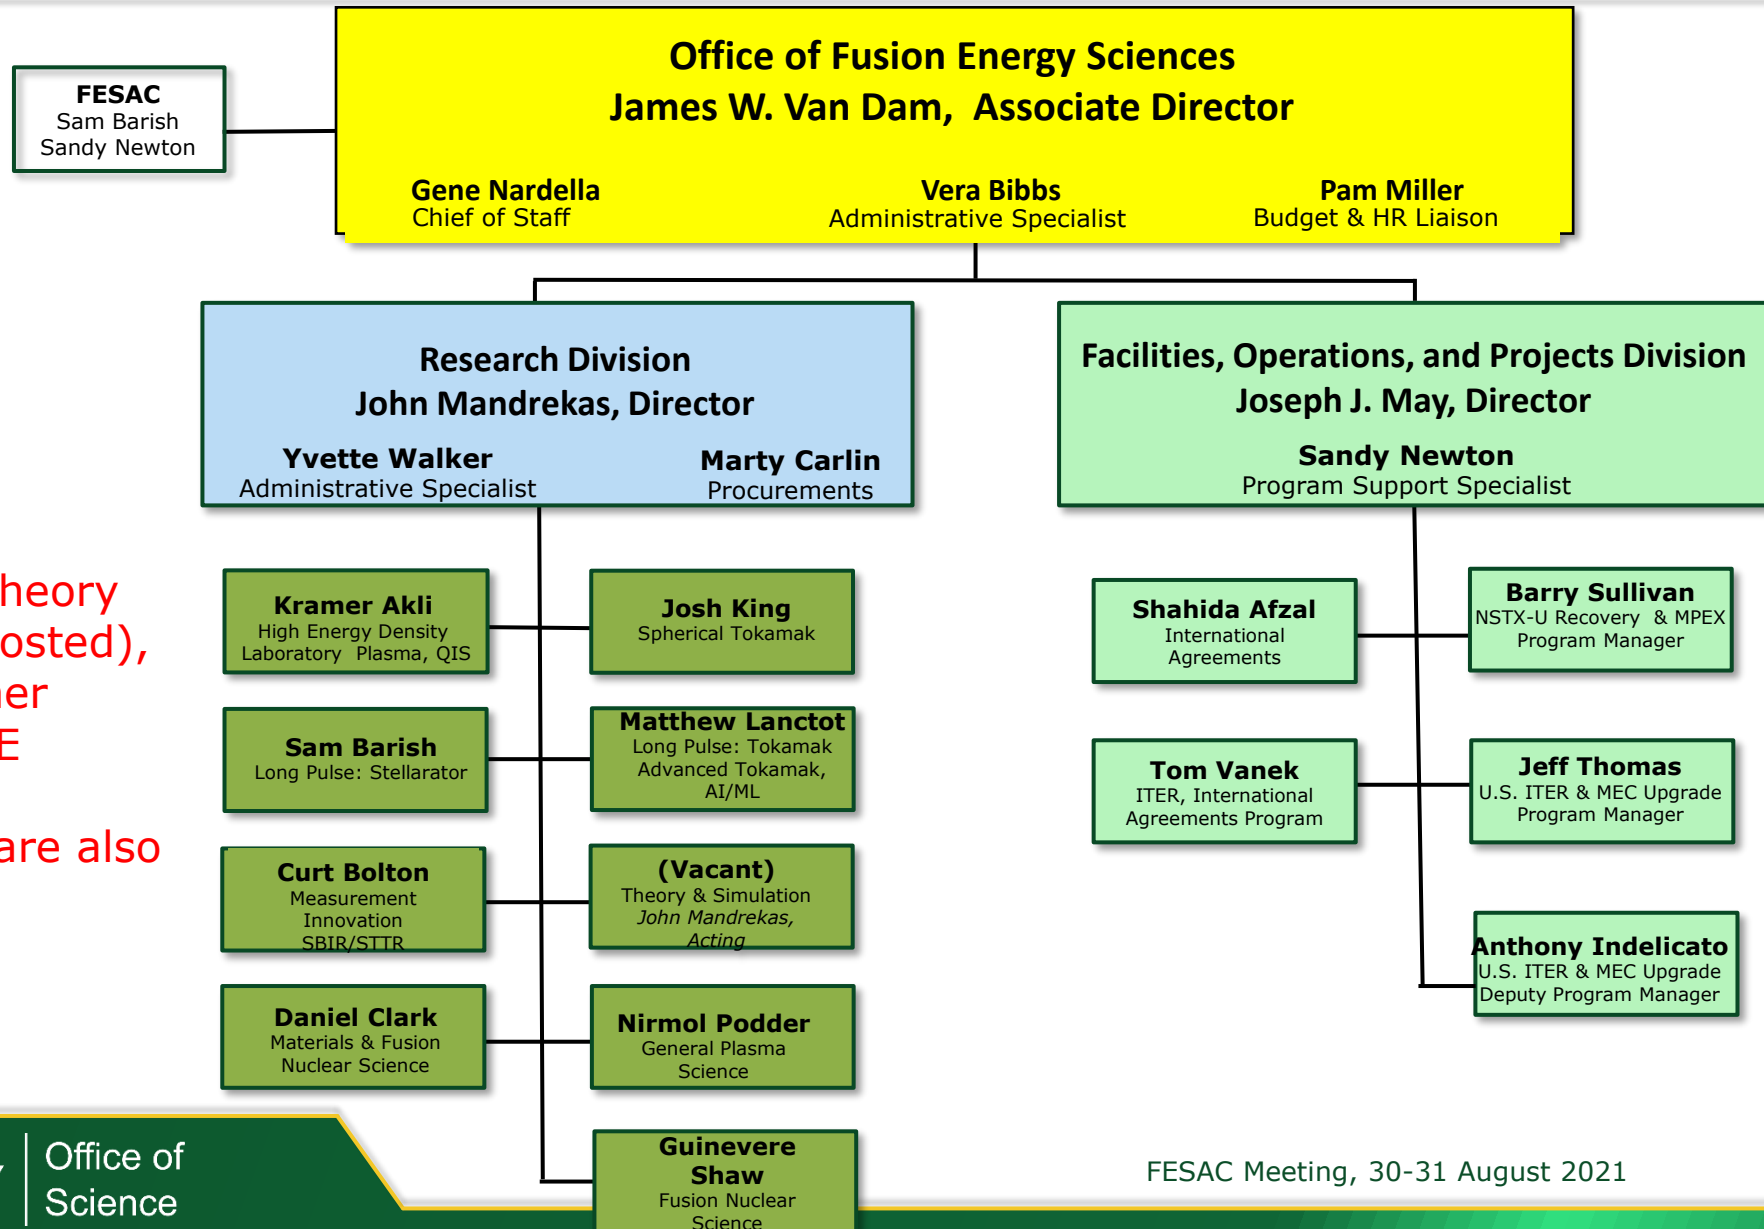 Office of Fusion Energy Sciences
James W. Van Dam, Associate Director
FESAC
Sam Barish
Sandy Newton
Gene Nardella
Chief of Staff
Vera Bibbs
Administrative Specialist
Pam Miller
Budget & HR Liaison
Research Division
John Mandrekas, Director
Yvette Walker
Administrative Specialist
Marty Carlin
Procurements
Facilities, Operations, and Projects Division
Joseph J. May, Director
Sandy Newton
Program Support Specialist
heory
osted),
er
E
are also
Kramer Akli
High Energy Density
Laboratory Plasma, QIS
Josh King
Spherical Tokamak
Sam Barish
Long Pulse: Stellarator
Matthew Lanctot
Long Pulse: Tokamak
Advanced Tokamak,
AI/ML
Curt Bolton
Measurement
Innovation
SBIR/STTR
(Vacant)
Theory & Simulation
John Mandrekas,
Acting
Daniel Clark
Materials & Fusion
Nuclear Science
Nirmol Podder
General Plasma
Science
Guinevere
Shaw
Fusion Nuclear
Science
Shahida Afzal
International
Agreements
Barry Sullivan
NSTX-U Recovery & MPEX
Program Manager
Tom Vanek
ITER, International
Agreements Program
Jeff Thomas
U.S. ITER & MEC Upgrade
Program Manager
Anthony Indelicato
U.S. ITER & MEC Upgrade
Deputy Program Manager
Office of
Science
FESAC Meeting, 30-31 August 2021